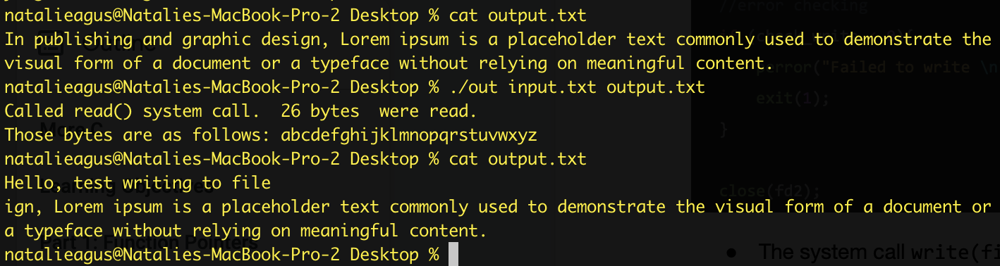 natalieagus@Natalies-MacBook-Pro-2 Desktop % cat output.txt
In publishing and graphic design, Lorem ipsum is a placeholder text commonly used to demonstrate the
visual form of a document or a typeface without relying on meaningful content.
natalieagus@Natalies-MacBook-Pro-2 Desktop % ./out input.txt output.txt
Called read() system call.  26 bytes  were read.
Those bytes are as follows: abcdefghijklmnopqrstuvwxyz
natalieagus@Natalies-MacBook-Pro-2 Desktop % cat output.txt
Hello, test writing to file
ign, Lorem ipsum is a placeholder text commonly used to demonstrate the visual form of a document or
a typeface without relying on meaningful content.
natalieagus@Natalies-MacBook-Pro-2 Desktop %
Outline
More C
Learning Objectives
Part 1: Function Pointers
//error checking
perror("Failed to write \n
exit(1);
}
close(fd2);
● The system call write(fi